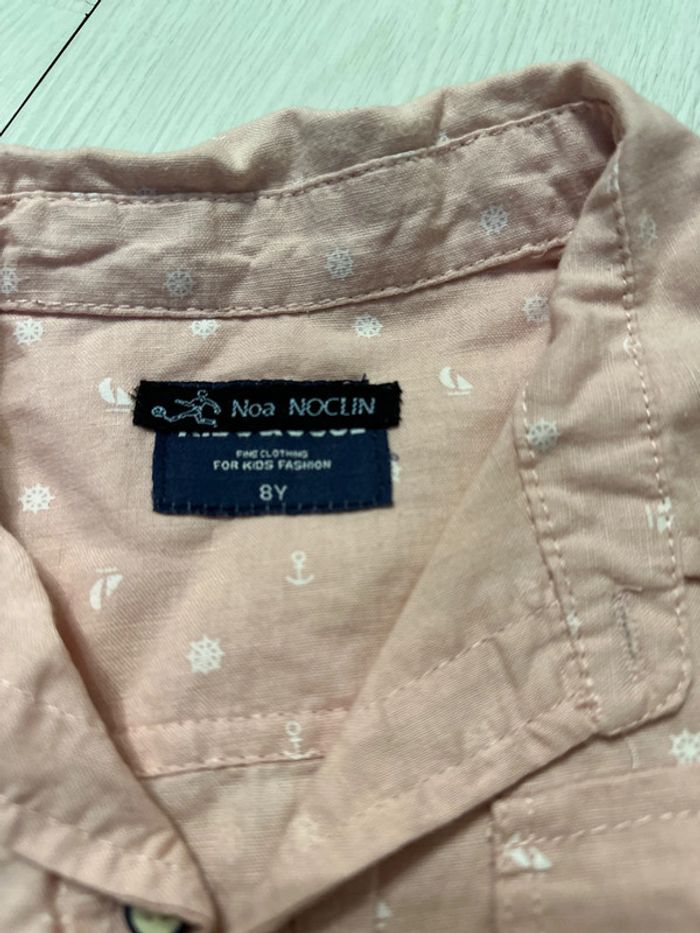 Noa NOCLIN
FINE CLOTHING
FOR KIDS FASHION
8Y